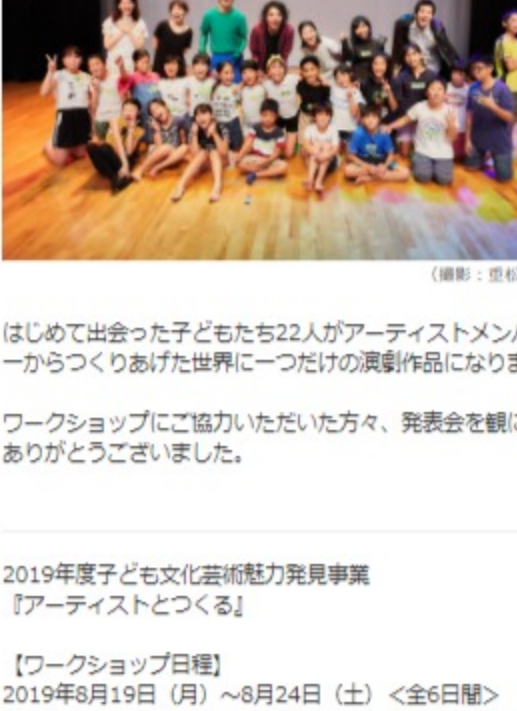 （撮影：重松
はじめて出会った子どもたち22人がアーティストメン
一からつくりあげた世界に一つだけの演劇作品になりま
ワークショップにご協力いただいた方々、発表会を観に
ありがとうございました。
2019年度子ども文化芸術魅力発見事業
『アーティストとつくる』
【ワークショップ日程】
2019年8月19日（月）～8月24日（土）＜全6日間＞